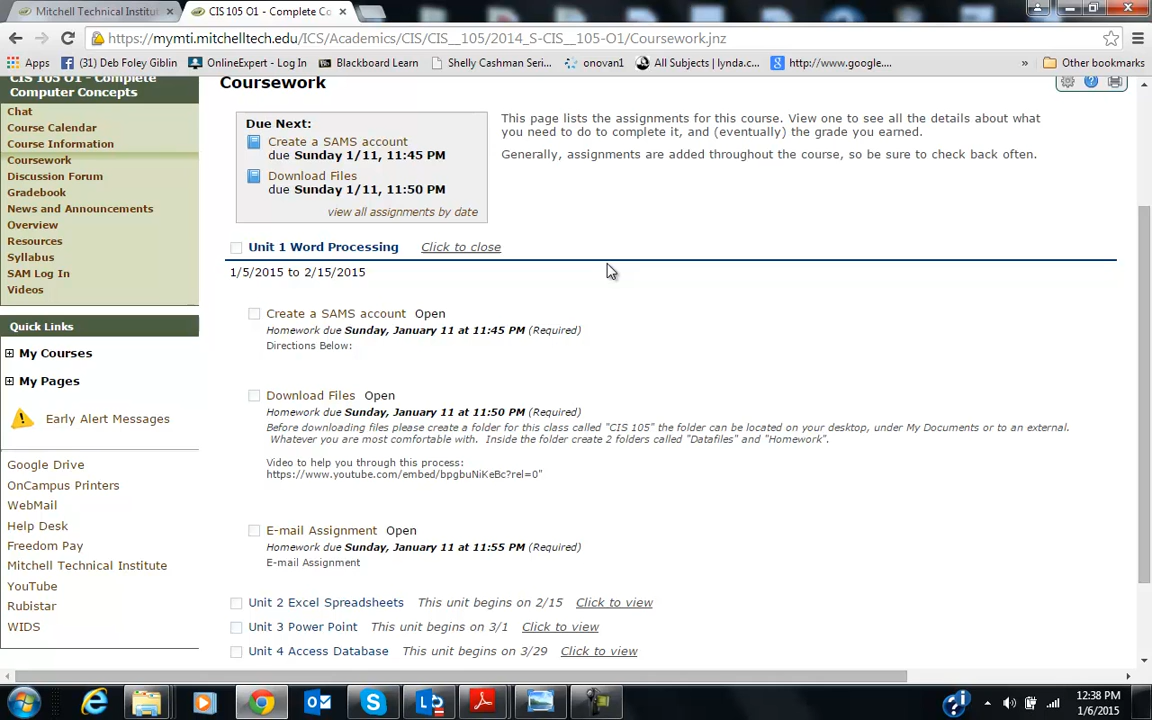 Mitchell Technical Institut
CIS 105 O1 - Complete Co
https://mymti.mitchelltech.edu/ICS/Academics/CIS/CIS__105/2014_S-CIS__105-O1/Coursework.jnz
Apps
(31) Deb Foley Giblin
OnlineExpert - Log In
Blackboard Learn
Shelly Cashman Seri...
onovan1
All Subjects | lynda.c...
http://www.google....
»
Other bookmarks
CIS 105 O1 - Complete
Computer Concepts
Chat
Course Calendar
Course Information
Coursework
Discussion Forum
Gradebook
News and Announcements
Overview
Resources
Syllabus
SAM Log In
Videos
Quick Links
My Courses
My Pages
Early Alert Messages
Google Drive
OnCampus Printers
WebMail
Help Desk
Freedom Pay
Mitchell Technical Institute
YouTube
Rubistar
WIDS
Coursework
Due Next:
Create a SAMS account
due Sunday 1/11, 11:45 PM
Download Files
due Sunday 1/11, 11:50 PM
view all assignments by date
This page lists the assignments for this course. View one to see all the details about what
you need to do to complete it, and (eventually) the grade you earned.
Generally, assignments are added throughout the course, so be sure to check back often.
Unit 1 Word Processing Click to close
1/5/2015 to 2/15/2015
Create a SAMS account Open
Homework due Sunday, January 11 at 11:45 PM (Required)
Directions Below:
Download Files Open
Homework due Sunday, January 11 at 11:50 PM (Required)
Before downloading files please create a folder for this class called "CIS 105" the folder can be located on your desktop, under My Documents or to an external.
Whatever you are most comfortable with. Inside the folder create 2 folders called "Datafiles" and "Homework".
Video to help you through this process:
https://www.youtube.com/embed/bpgbuNiKeBc?rel=0"
E-mail Assignment Open
Homework due Sunday, January 11 at 11:55 PM (Required)
E-mail Assignment
Unit 2 Excel Spreadsheets This unit begins on 2/15 Click to view
Unit 3 Power Point This unit begins on 3/1 Click to view
Unit 4 Access Database This unit begins on 3/29 Click to view
12:38 PM
1/6/2015